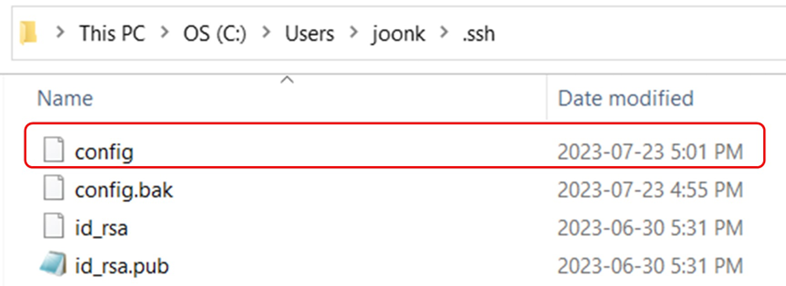 This PC > OS (C:) > Users > joonk > .ssh
Name Date modified
config 2023-07-23 5:01 PM
config.bak 2023-07-23 4:55 PM
id_rsa 2023-06-30 5:31 PM
id_rsa.pub 2023-06-30 5:31 PM